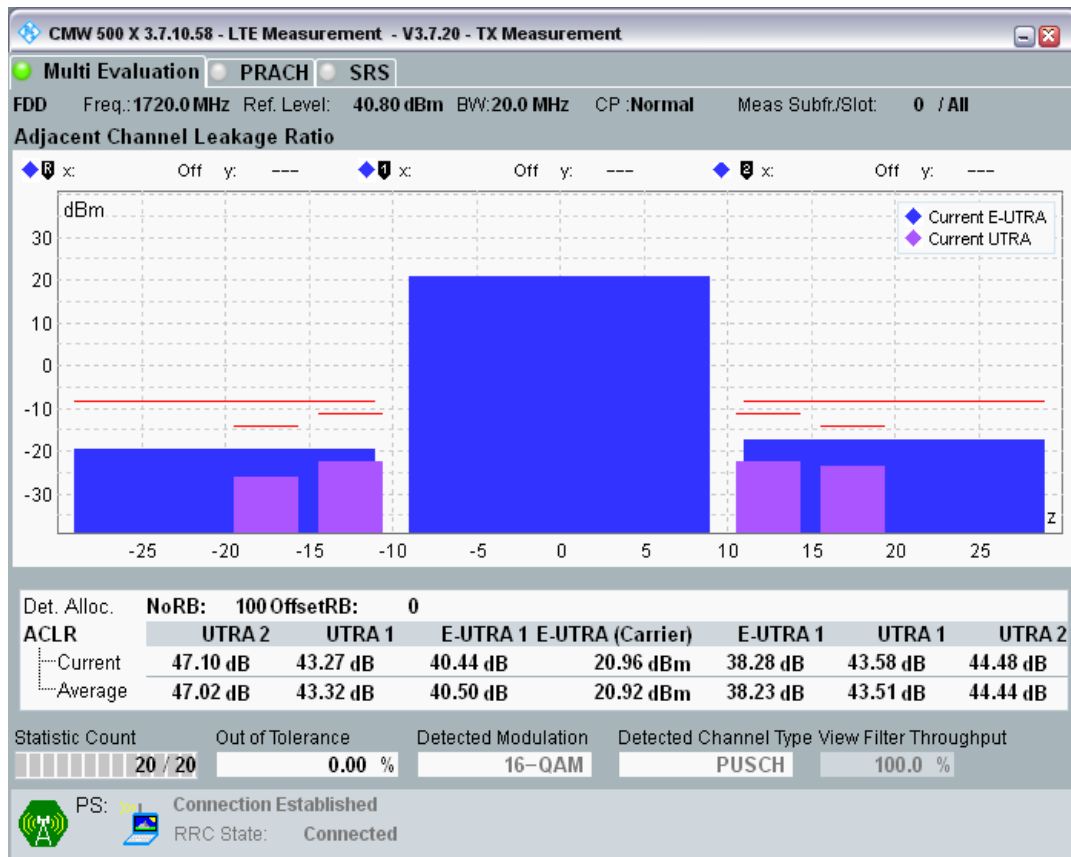 CMW 500 X 3.7.10.58 - LTE Measurement - V3.7.20 - TX Measurement
Multi Evaluation PRACH SRS
FDD Freq.:1720.0 MHz Ref. Level: 40.80 dBm BW:20.0 MHz CP :Normal Meas Subfr./Slot: 0 / All
Adjacent Channel Leakage Ratio
R x: Off y: --- 1 x: Off y: --- 2 x: Off y: ---
dBm
Current E-UTRA
Current UTRA
30
20
10
0
-10
-20
-30
z
-25 -20 -15 -10 -5 0 5 10 15 20 25
Det. Alloc. NoRB: 100 OffsetRB: 0
ACLR UTRA 2 UTRA 1 E-UTRA 1 E-UTRA (Carrier) E-UTRA 1 UTRA 1 UTRA 2
Current 47.10 dB 43.27 dB 40.44 dB 20.96 dBm 38.28 dB 43.58 dB 44.48 dB
Average 47.02 dB 43.32 dB 40.50 dB 20.92 dBm 38.23 dB 43.51 dB 44.44 dB
Statistic Count Out of Tolerance Detected Modulation Detected Channel Type View Filter Throughput
20 / 20 0.00 % 16-QAM PUSCH 100.0 %
PS: Connection Established
RRC State: Connected